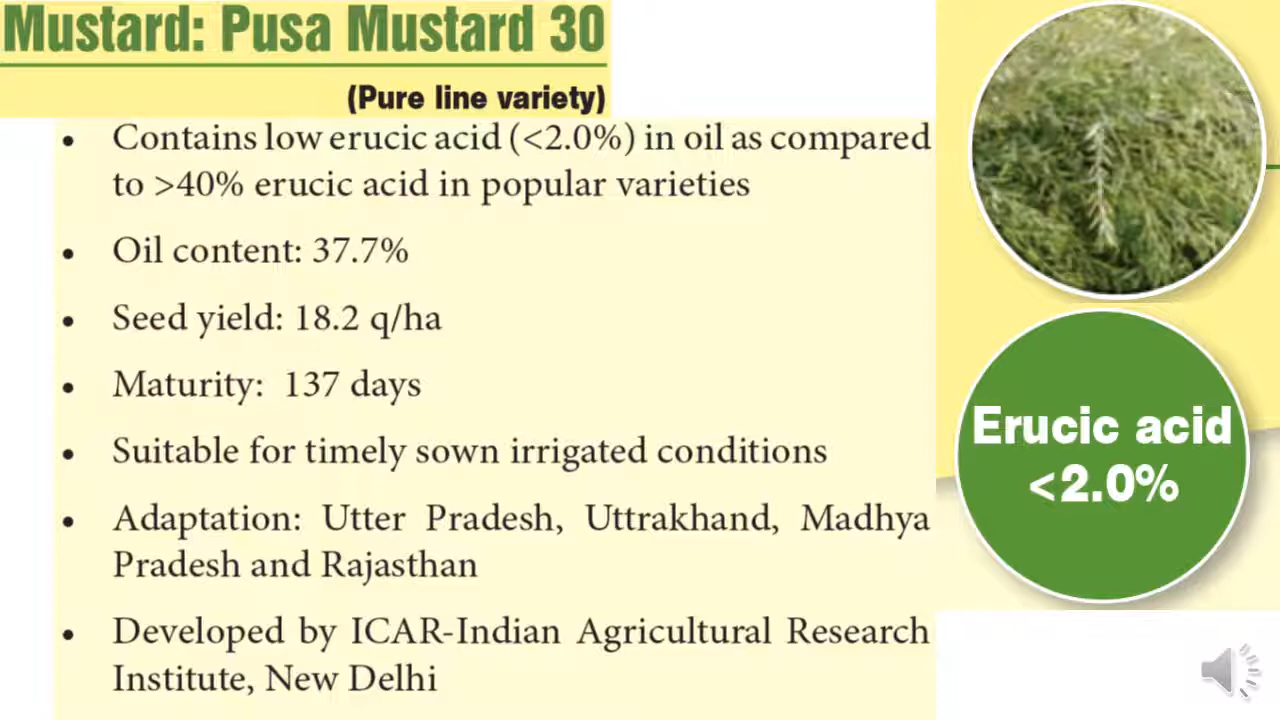 Mustard: Pusa Mustard 30
(Pure line variety)
• Contains low erucic acid (<2.0%) in oil as compared
to >40% erucic acid in popular varieties
• Oil content: 37.7%
• Seed yield: 18.2 q/ha
• Maturity: 137 days
• Suitable for timely sown irrigated conditions
• Adaptation: Utter Pradesh, Uttrakhand, Madhya
Pradesh and Rajasthan
• Developed by ICAR-Indian Agricultural Research
Institute, New Delhi
Erucic acid
<2.0%